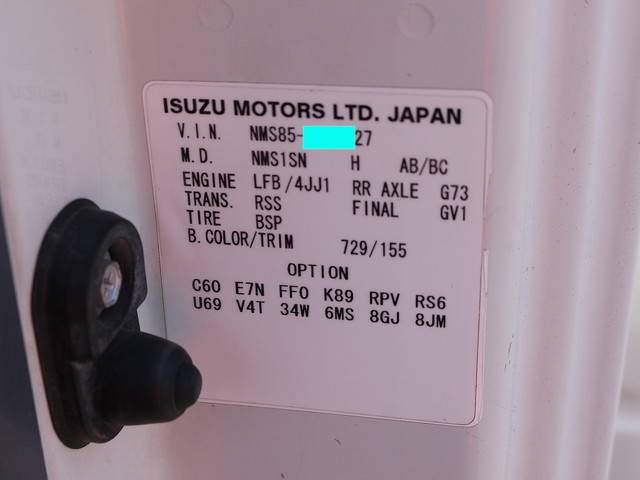 ISUZU MOTORS LTD. JAPAN
V.I.N. NMS85- 27
M.D. NMS1SN H AB/BC
ENGINE LFB/4JJ1 RR AXLE G73
TRANS. RSS FINAL GV1
TIRE BSP
B.COLOR/TRIM 729/155
OPTION
C60 E7N FF0 K89 RPV RS6
U69 V4T 34W 6MS 8GJ 8JM